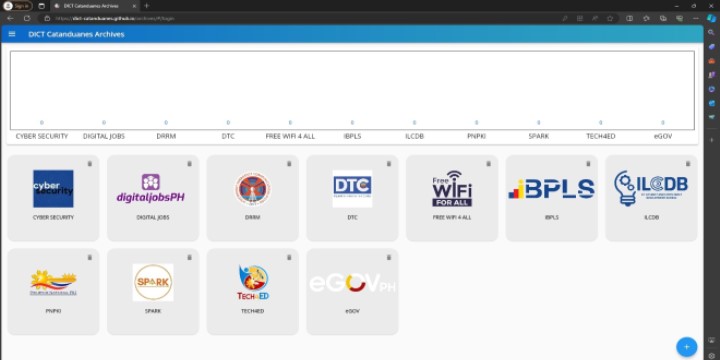 Sign in
DICT Catanduanes Archives
https://dict-catanduanes.github.io/archives/#/login
DICT Catanduanes Archives
0 0 0 0 0 0 0 0 0 0 0
CYBER SECURITY DIGITAL JOBS DRRM DTC FREE WIFI 4 ALL IBPLS ILCDB PNPKI SPARK TECH4ED eGOV
cyber
security
digitaljobsPH
DTC
Free
WiFi
FOR ALL
iBPLS
ILCDB
CYBER SECURITY DIGITAL JOBS DRRM DTC FREE WIFI 4 ALL IBPLS ILCDB
SPARK
TECH4ED
eGOVPH
PNPKI SPARK TECH4ED eGOV